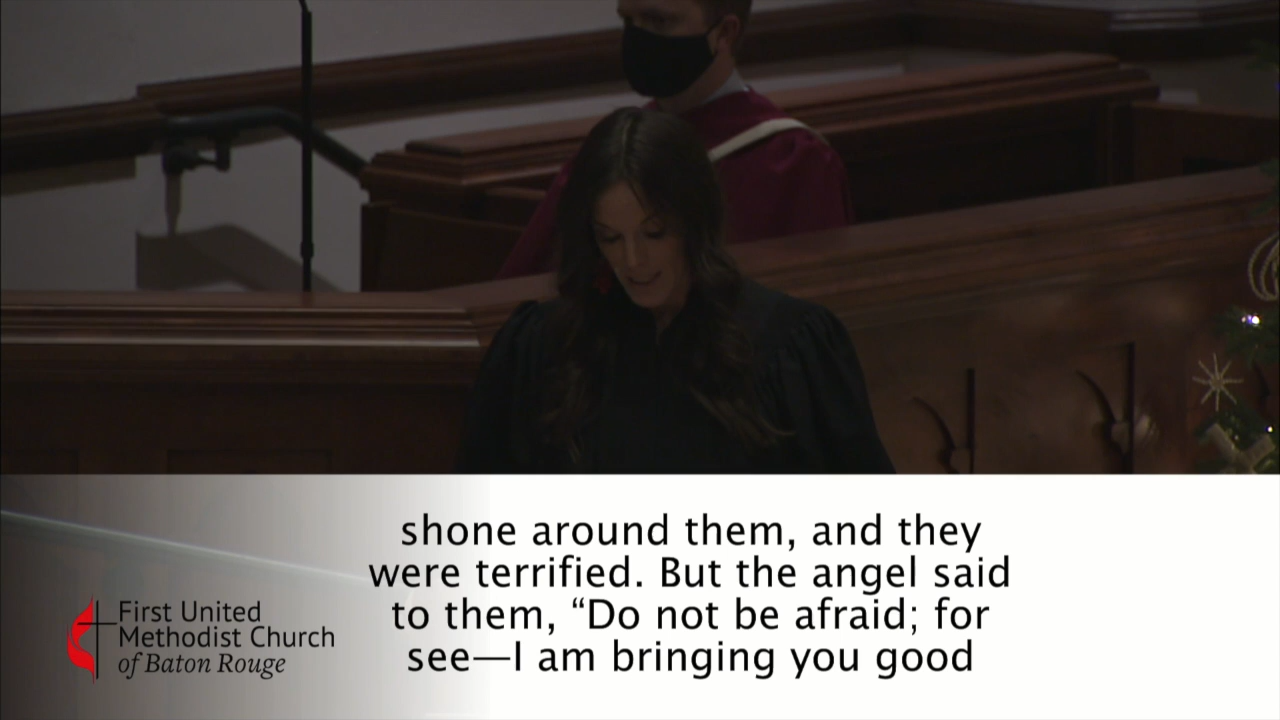 shone around them, and they
were terrified. But the angel said
to them, “Do not be afraid; for
see—I am bringing you good
First United
Methodist Church
of Baton Rouge